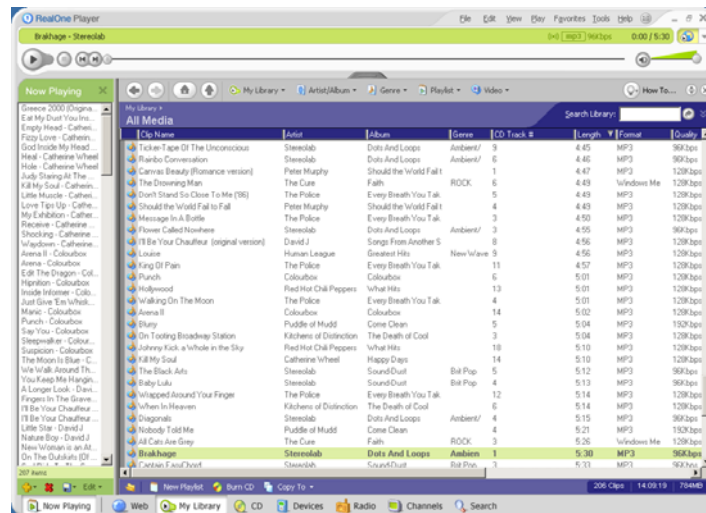 RealOne Player
File Edit View Play Favorites Tools Help
Brakhage - Stereolab
mp3 96Kbps 0:00 / 5:30
Now Playing
My Library Artist/Album Genre Playlist Video How To...
Greece 2000 (Origina...
Eat My Dust You Ins...
Empty Head - Catheri...
Fizzy Love - Catherin...
God Inside My Head ...
Heal - Catherine Wheel
Hole - Catherine Wheel
Judy Staring At The ...
Kill My Soul - Catherin...
Little Muscle - Catheri...
Love Tips Up - Cathe...
My Exhibition - Cather...
Receive - Catherine ...
Shocking - Catherine ...
Waydown - Catherine...
Arena II - Colourbox
Arena - Colourbox
Edit The Dragon - Col...
Hipnition - Colourbox
Inside Informer - Colo...
Just Give 'Em Whisk...
Manic - Colourbox
Punch - Colourbox
Say You - Colourbox
Sleepwalker - Colour...
Suspicion - Colourbox
The Moon Is Blue - C...
We Walk Around Th...
You Keep Me Hangin...
A Longer Look - Davi...
Fingers In The Grave...
I'll Be Your Chauffeur ...
I'll Be Your Chauffeur ...
Little Star - David J
Nature Boy - David J
New Woman is an At...
On The Outskirts (Of ...
267 items
Edit
My Library
All Media
Search Library:
Clip Name Artist Album Genre CD Track # Length Format Quality
Ticker-Tape Of The Unconscious Stereolab Dots And Loops Ambient/ 9 4:45 MP3 96Kbps
Rainbo Conversation Stereolab Dots And Loops Ambient/ 6 4:46 MP3 96Kbps
Canvas Beauty (Romance version) Peter Murphy Should the World Fail t 1 4:47 MP3 128Kbps
The Drowning Man The Cure Faith ROCK 6 4:49 Windows Me 128Kbps
Don't Stand So Close To Me ('86) The Police Every Breath You Tak 5 4:49 MP3 128Kbps
Should the World Fail to Fall Peter Murphy Should the World Fail t 4 4:49 MP3 128Kbps
Message In A Bottle The Police Every Breath You Tak 3 4:50 MP3 128Kbps
Flower Called Nowhere Stereolab Dots And Loops Ambient/ 3 4:55 MP3 96Kbps
I'll Be Your Chauffeur (original version) David J Songs From Another S 8 4:56 MP3 128Kbps
Louise Human League Greatest Hits New Wave 9 4:56 MP3 128Kbps
King Of Pain The Police Every Breath You Tak 11 4:57 MP3 128Kbps
Punch Colourbox Colourbox 6 5:01 MP3 128Kbps
Hollywood Red Hot Chili Peppers What Hits 13 5:01 MP3 128Kbps
Walking On The Moon The Police Every Breath You Tak 4 5:01 MP3 128Kbps
Arena II Colourbox Colourbox 14 5:02 MP3 128Kbps
Blurry Puddle of Mudd Come Clean 5 5:04 MP3 192Kbps
On Tooting Broadway Station Kitchens of Distinction The Death of Cool 3 5:04 MP3 128Kbps
Johnny Kick a Whole in the Sky Red Hot Chili Peppers What Hits 18 5:10 MP3 128Kbps
Kill My Soul Catherine Wheel Happy Days 14 5:10 MP3 128Kbps
The Black Arts Stereolab Sound-Dust Brit Pop 5 5:12 MP3 96Kbps
Baby Lulu Stereolab Sound-Dust Brit Pop 4 5:13 MP3 96Kbps
Wrapped Around Your Finger The Police Every Breath You Tak 12 5:14 MP3 128Kbps
When In Heaven Kitchens of Distinction The Death of Cool 6 5:14 MP3 128Kbps
Diagonals Stereolab Dots And Loops Ambient/ 4 5:15 MP3 96Kbps
Nobody Told Me Puddle of Mudd Come Clean 4 5:21 MP3 192Kbps
All Cats Are Grey The Cure Faith ROCK 3 5:26 Windows Me 128Kbps
Brakhage Stereolab Dots And Loops Ambien 1 5:30 MP3 96Kbps
Captain EasyChord Stereolab Sound-Dust Brit Pop 3 5:33 MP3 96Kbps
New Playlist Burn CD Copy To 206 Clips 14:09:19 784MB
Now Playing Web My Library CD Devices Radio Channels Search